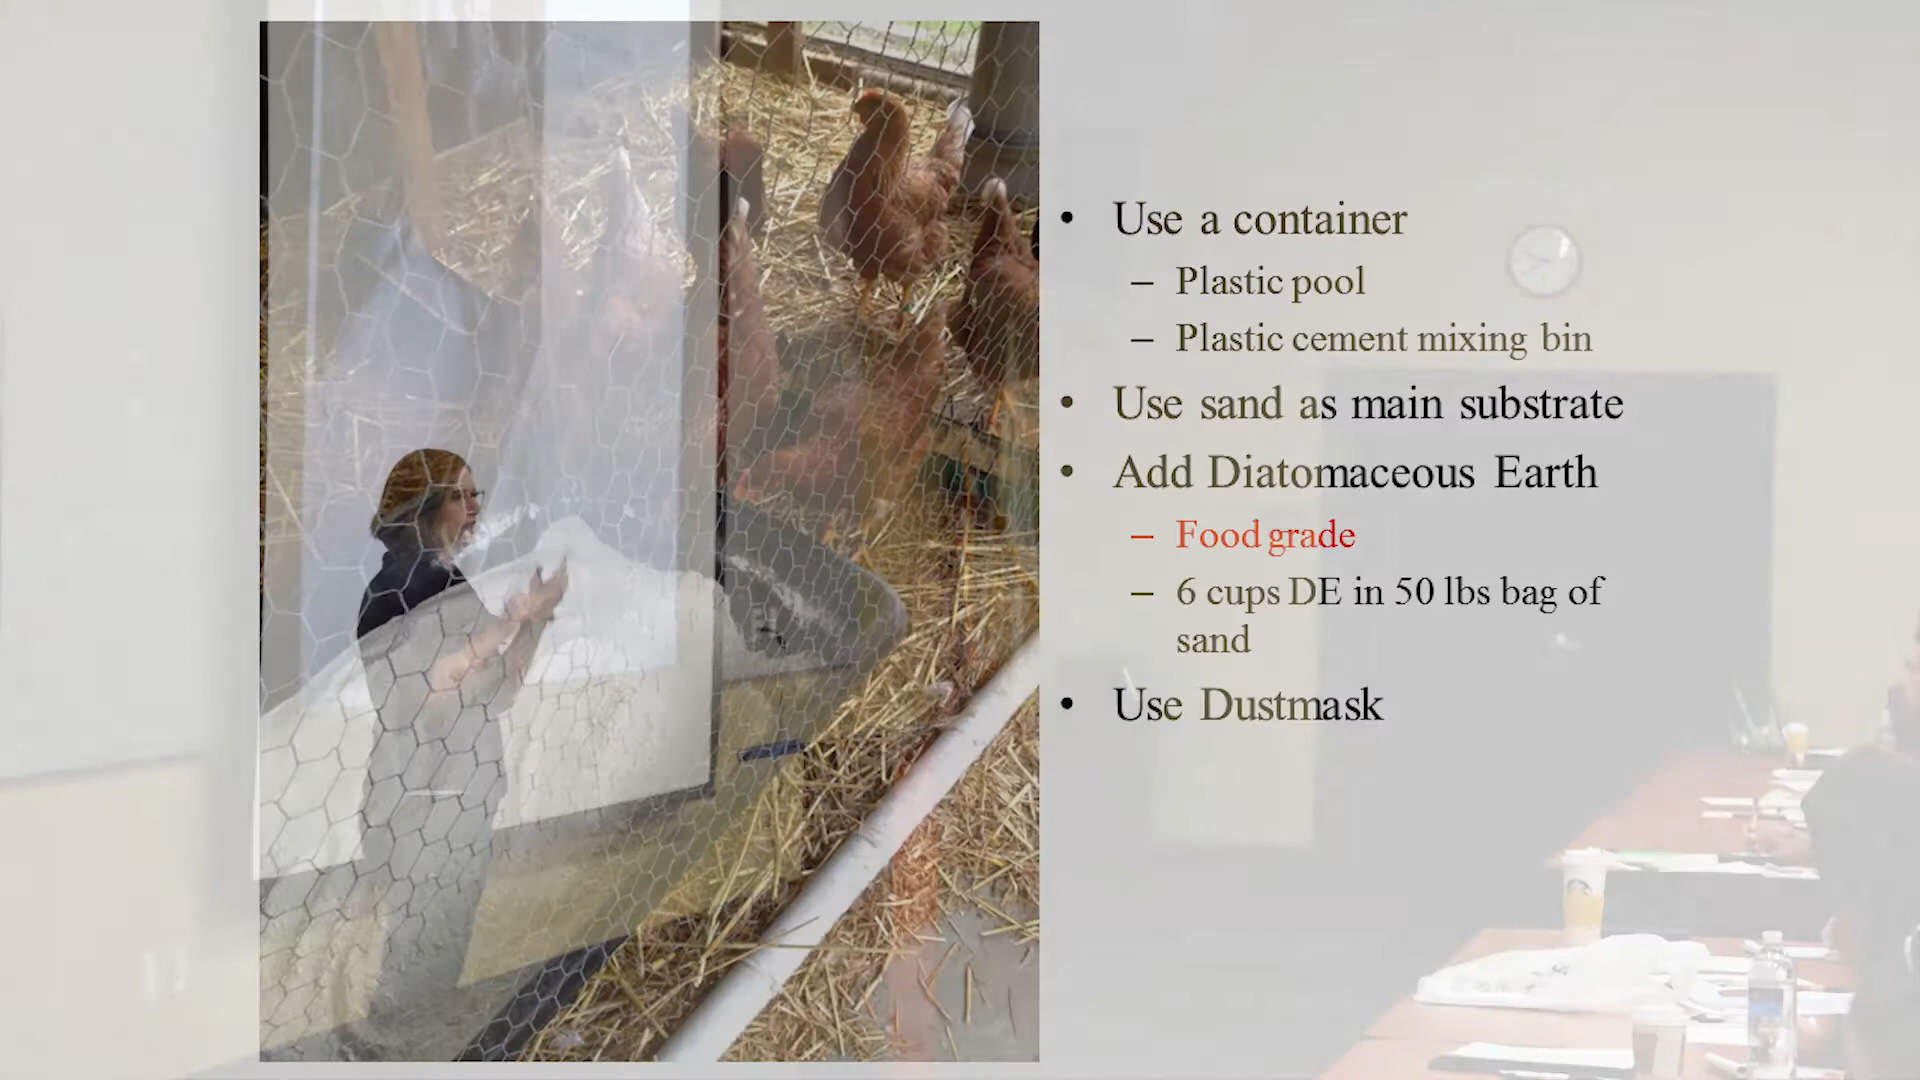 • Use a container
– Plastic pool
– Plastic cement mixing bin
• Use sand as main substrate
• Add Diatomaceous Earth
– Food grade
– 6 cups DE in 50 lbs bag of
sand
• Use Dustmask